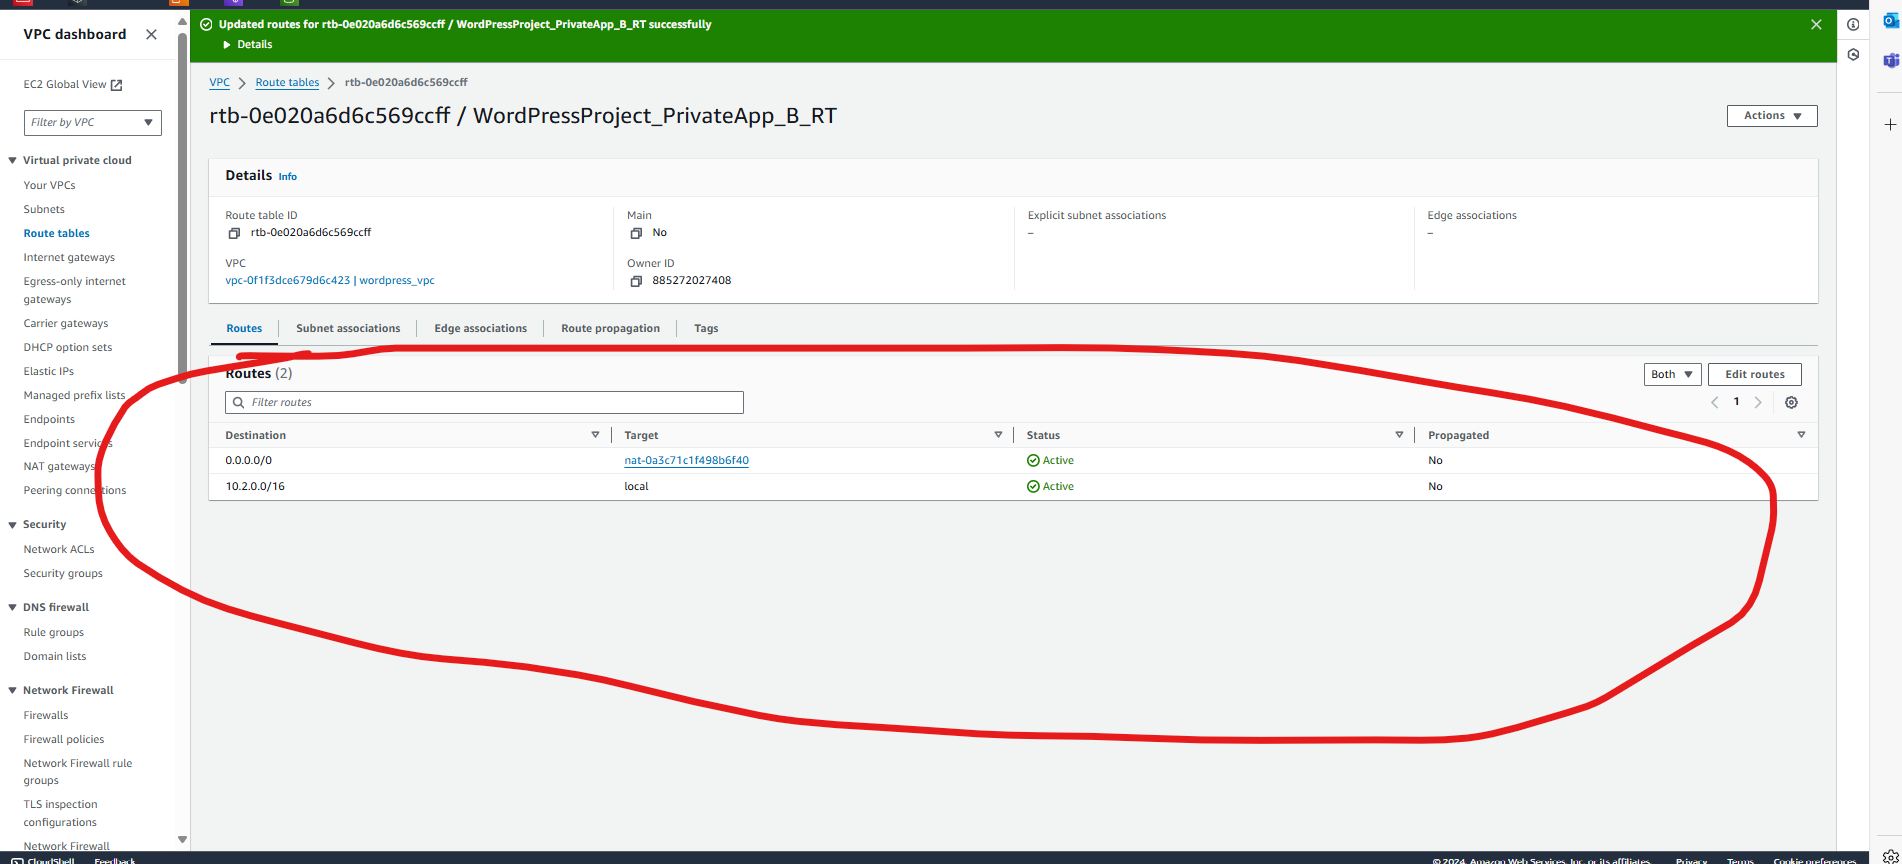 Updated routes for rtb-0e020a6d6c569ccff / WordPressProject_PrivateApp_B_RT successfully
Details
VPC dashboard
EC2 Global View
Filter by VPC
Virtual private cloud
Your VPCs
Subnets
Route tables
Internet gateways
Egress-only internet
gateways
Carrier gateways
DHCP option sets
Elastic IPs
Managed prefix lists
Endpoints
Endpoint services
NAT gateways
Peering connections
Security
Network ACLs
Security groups
DNS firewall
Rule groups
Domain lists
Network Firewall
Firewalls
Firewall policies
Network Firewall rule
groups
TLS inspection
configurations
Network Firewall
VPC Route tables rtb-0e020a6d6c569ccff
rtb-0e020a6d6c569ccff / WordPressProject_PrivateApp_B_RT
Actions
Details Info
Route table ID
rtb-0e020a6d6c569ccff
Main
No
Explicit subnet associations
–
Edge associations
–
VPC
vpc-0f1f3dce679d6c423 | wordpress_vpc
Owner ID
885272027408
Routes Subnet associations Edge associations Route propagation Tags
Routes (2)
Both Edit routes
Filter routes
1
Destination Target Status Propagated
0.0.0.0/0 nat-0a3c71c1f498b6f40 Active No
10.2.0.0/16 local Active No
CloudShell Feedback
© 2024, Amazon Web Services, Inc. or its affiliates. Privacy Terms Cookie preferences